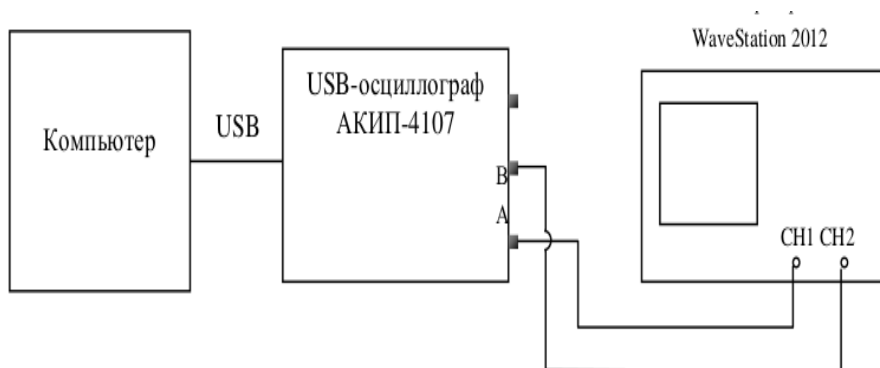 WaveStation 2012
USB-осциллограф
АКИП-4107
USB
Компьютер
B
A
CH1 CH2